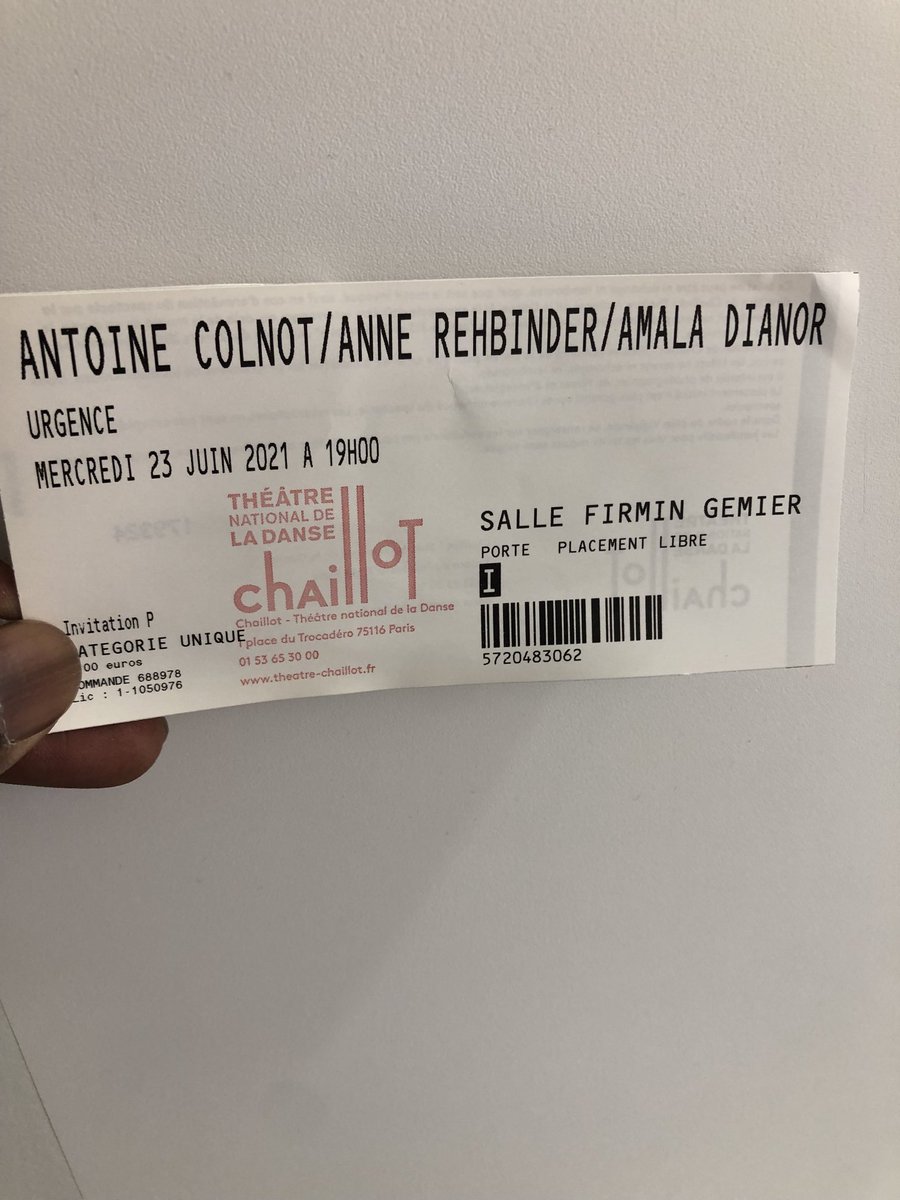 ANTOINE COLNOT/ANNE REHBINDER/AMALA DIANOR
URGENCE
MERCREDI 23 JUIN 2021 A 19H00
THÉÂTRE
NATIONAL DE
LA DANSE
chaillot
Chaillot - Théâtre national de la Danse
1 place du Trocadéro 75116 Paris
01 53 65 30 00
www.theatre-chaillot.fr
Invitation P
ATEGORIE UNIQUE
00 euros
OMMANDE 688978
Lic : 1-1050976
SALLE FIRMIN GEMIER
PORTE PLACEMENT LIBRE
I
5720483062